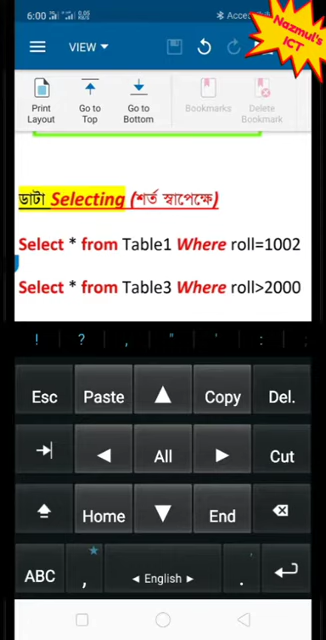 6:00
Nazmul's
ICT
VIEW
Print Layout
Go to Top
Go to Bottom
Bookmarks
Delete Bookmark
ডাটা Selecting (শর্ত স্বাপেক্ষে)
Select * from Table1 Where roll=1002
Select * from Table3 Where roll>2000
! ? , " ' : ;
Esc Paste Copy Del.
All Cut
Home End
ABC , English .